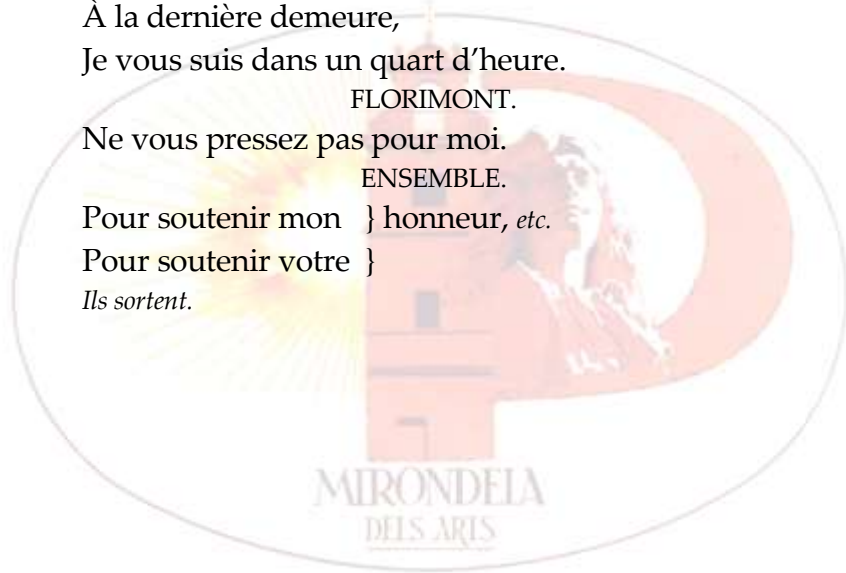 À la dernière demeure,
Je vous suis dans un quart d’heure.
FLORIMONT.
Ne vous pressez pas pour moi.
ENSEMBLE.
Pour soutenir mon } honneur, etc.
Pour soutenir votre }
Ils sortent.
MIRONDELA
DELS ARTS